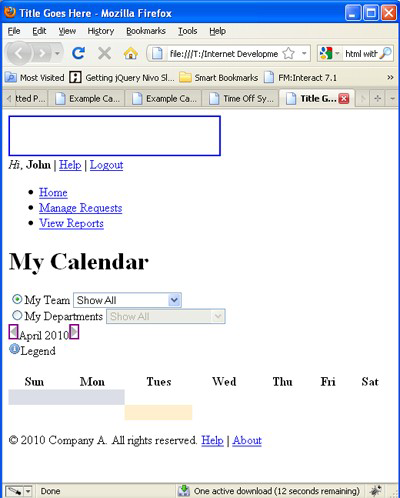 Title Goes Here - Mozilla Firefox
File Edit View History Bookmarks Tools Help
file:///T:/Internet Developme Google html with
Most Visited Getting jQuery Nivo Sl... Smart Bookmarks FM:Interact 7.1
tted P... Example Ca... Example Ca... Time Off Sy... Title G...
Hi, John | Help | Logout
Home
Manage Requests
View Reports
My Calendar
My Team Show All
My Departments Show All
April 2010
Legend
Sun Mon Tues Wed Thu Fri Sat
© 2010 Company A. All rights reserved. Help | About
Done One active download (12 seconds remaining)